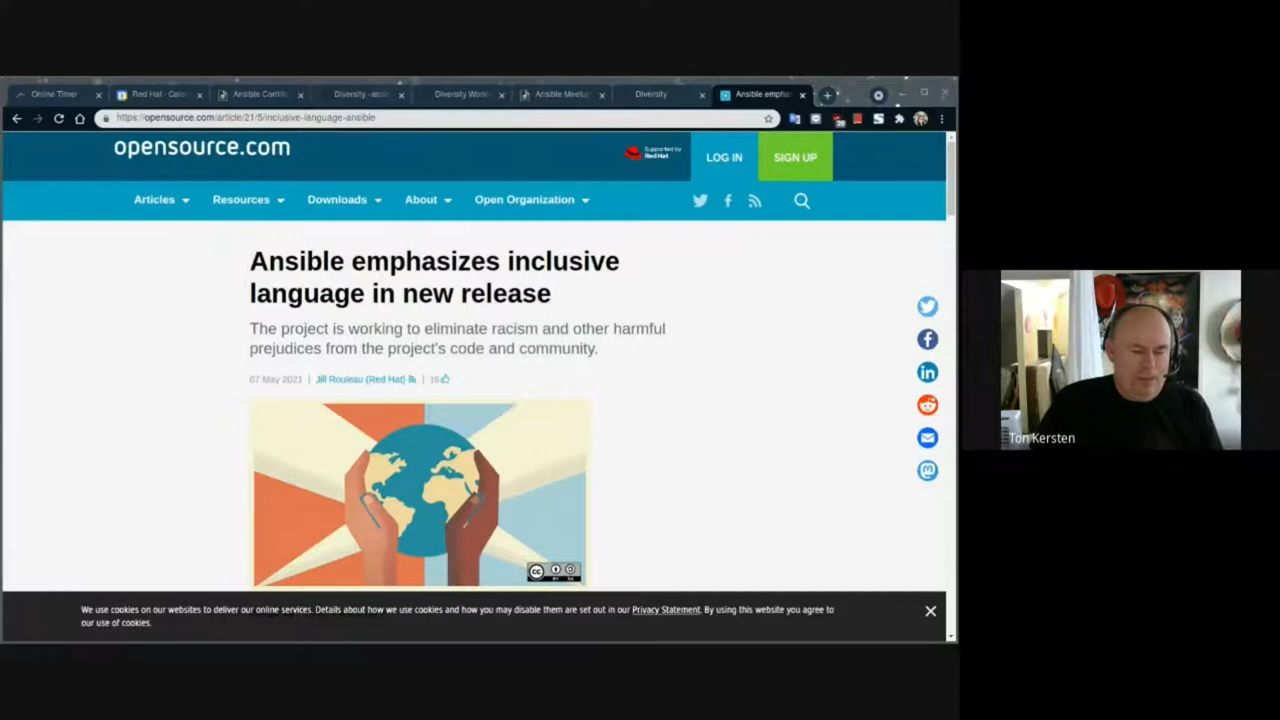 Online Timer
Red Hat - Cale
Ansible Contri
Diversity -ansi
Diversity Worki
Ansible Meetup
Diversity
Ansible empha
https://opensource.com/article/21/5/inclusive-language-ansible
opensource.com
Supported by
Red Hat
LOG IN
SIGN UP
Articles
Resources
Downloads
About
Open Organization
Ansible emphasizes inclusive
language in new release
The project is working to eliminate racism and other harmful
prejudices from the project's code and community.
07 May 2021 | Jill Rouleau (Red Hat) | 15
cc
Ton Kersten
We use cookies on our websites to deliver our online services. Details about how we use cookies and how you may disable them are set out in our Privacy Statement. By using this website you agree to
our use of cookies.